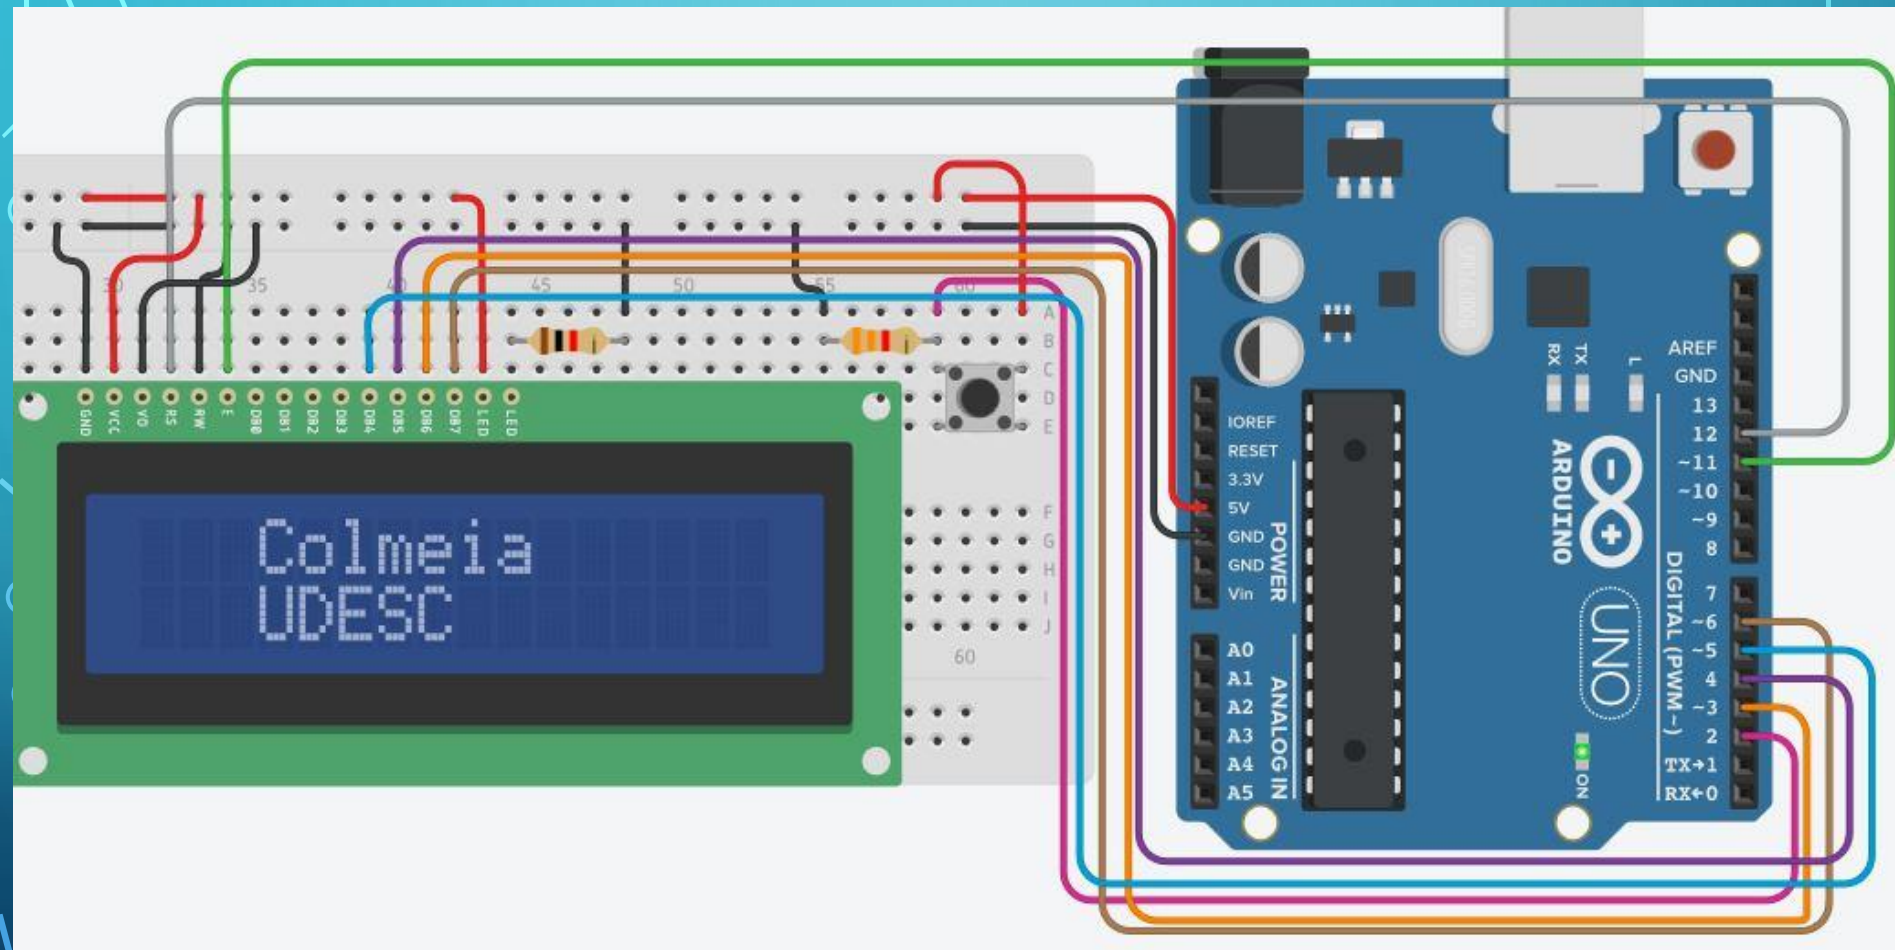 30
35
40
45
50
55
60
A
B
C
D
E
F
G
H
I
J
60
GND
VCC
V0
RS
RW
E
DB0
DB1
DB2
DB3
DB4
DB5
DB6
DB7
LED
LED
Colmeia
UDESC
IOREF
RESET
3.3V
5V
GND
GND
Vin
POWER
A0
A1
A2
A3
A4
A5
ANALOG IN
RX
TX
L
ARDUINO
UNO
ON
AREF
GND
13
12
~11
~10
~9
8
7
~6
~5
4
~3
2
TX→1
RX←0
DIGITAL (PWM~)